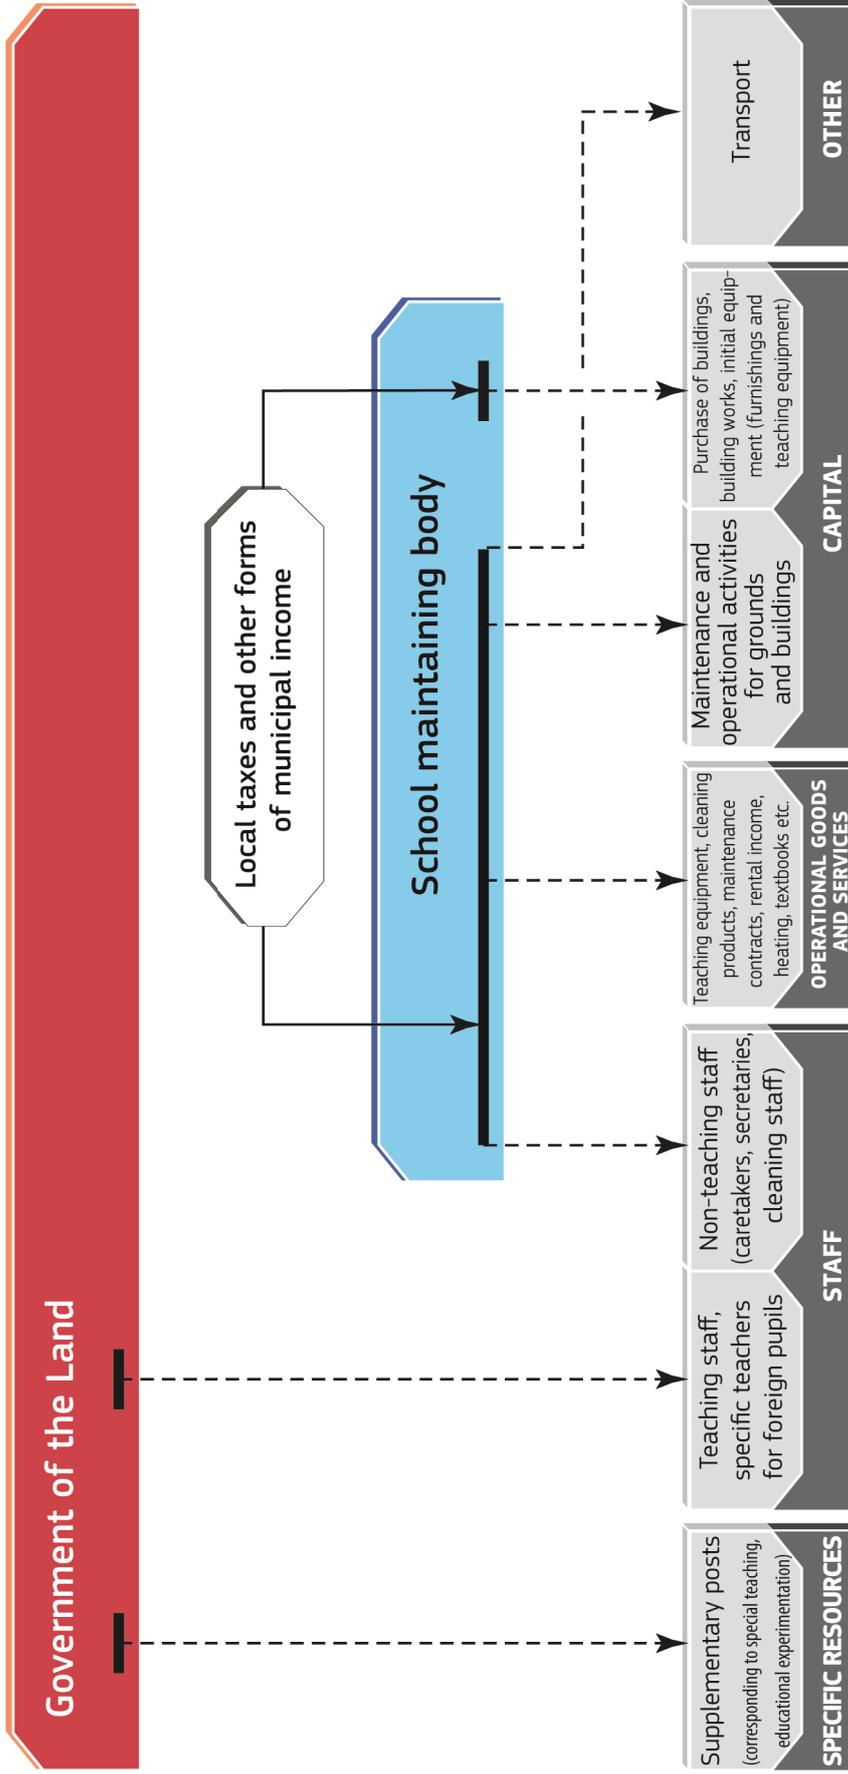 Government of the Land
Local taxes and other forms
of municipal income
School maintaining body
Supplementary posts
(corresponding to special teaching,
educational experimentation)
Teaching staff,
specific teachers
for foreign pupils
Non-teaching staff
(caretakers, secretaries,
cleaning staff)
Teaching equipment, cleaning
products, maintenance
contracts, rental income,
heating, textbooks etc.
Maintenance and
operational activities
for grounds
and buildings
Purchase of buildings,
building works, initial equip-
ment (furnishings and
teaching equipment)
Transport
SPECIFIC RESOURCES
STAFF
OPERATIONAL GOODS
AND SERVICES
CAPITAL
OTHER